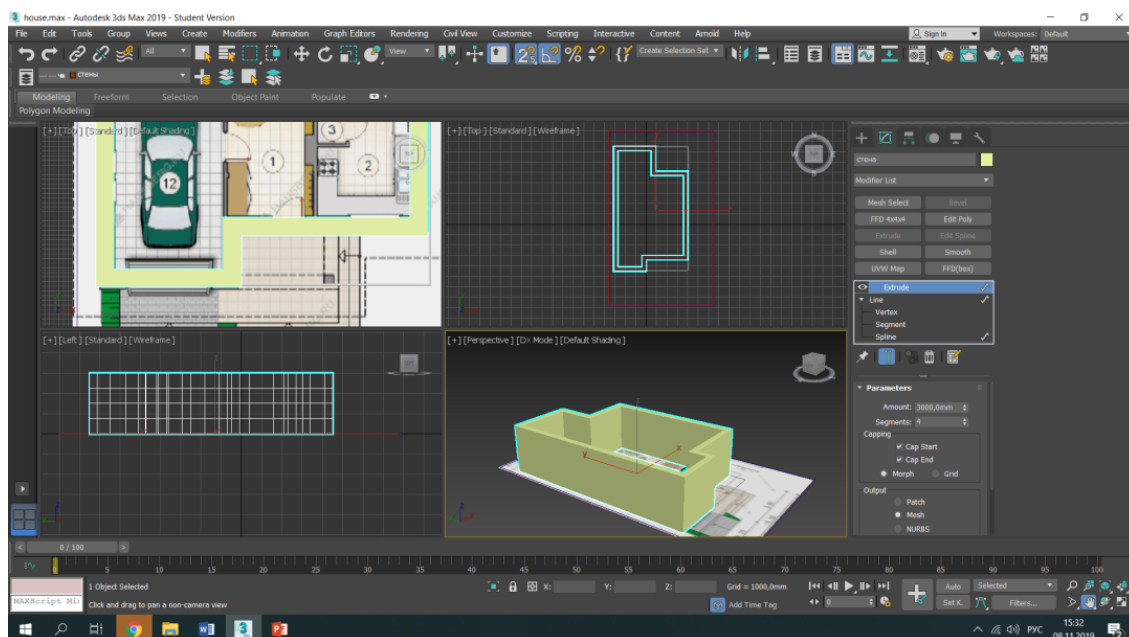 house.max - Autodesk 3ds Max 2019 - Student Version
File Edit Tools Group Views Create Modifiers Animation Graph Editors Rendering Civil View Customize Scripting Interactive Content Arnold Help Sign In Workspaces: Default
All View Create Selection Set
стены
Modeling Freeform Selection Object Paint Populate
Polygon Modeling
[+] [Top ] [Standard ] [Default Shading ]
1
2
3
12
[+] [Top ] [Standard ] [Wireframe ]
[+] [Left ] [Standard ] [Wireframe ]
[+] [Perspective ] [DX Mode ] [Default Shading ]
стена
Modifier List
Mesh Select Bevel
FFD 4x4x4 Edit Poly
Extrude Edit Spline
Shell Smooth
UVW Map FFD(box)
Extrude
Line
Vertex
Segment
Spline
Parameters
Amount: 3000,0mm
Segments: 4
Capping
Cap Start
Cap End
Morph Grid
Output
Patch
Mesh
NURBS
0 / 100
0 5 10 15 20 25 30 35 40 45 50 55 60 65 70 75 80 85 90 95 100
1 Object Selected
X: Y: Z: Grid = 1000,0mm
Auto Selected
MAXScript Mi
Click and drag to pan a non-camera view
Add Time Tag
0
Set K. Filters...
РУС
15:32
08.11.2019